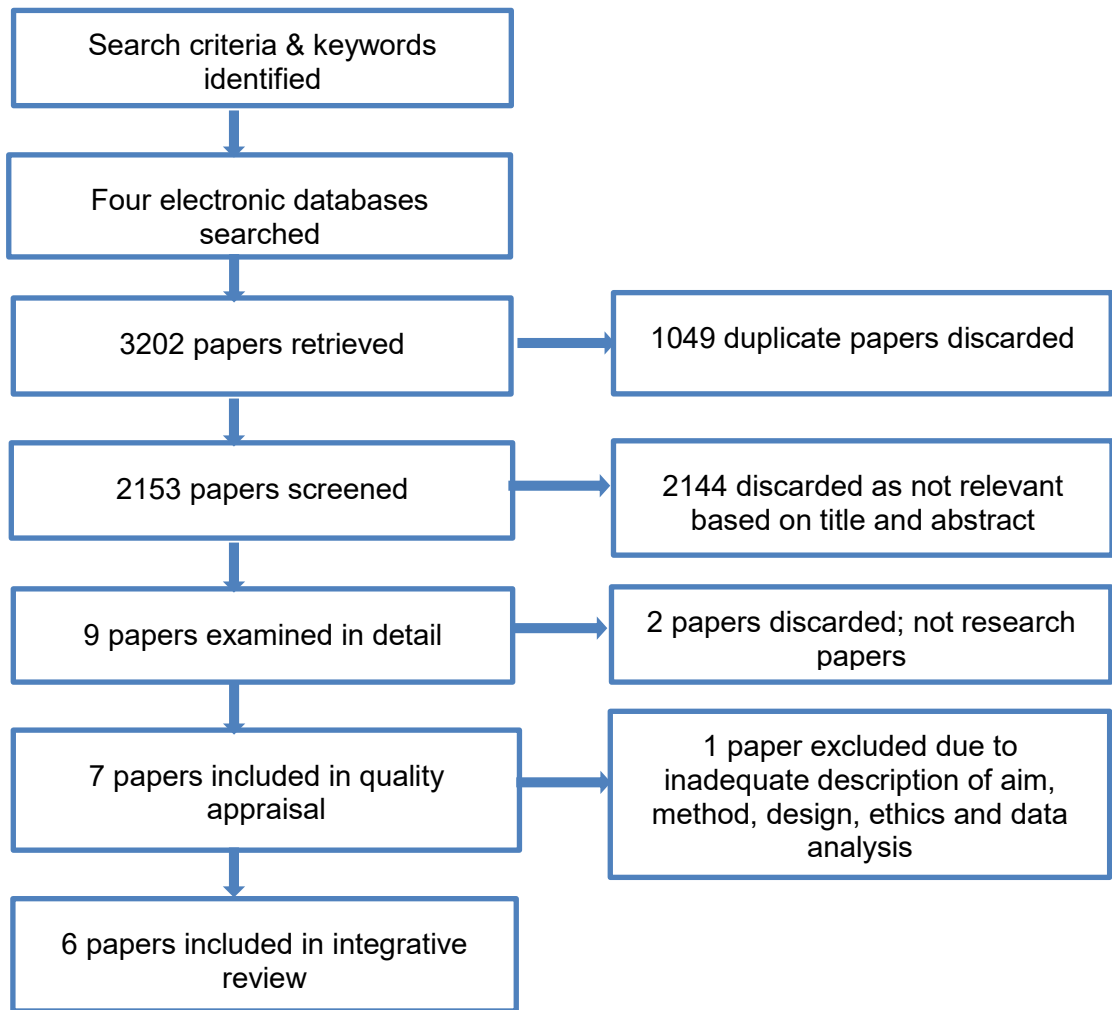 Search criteria & keywords
identified
Four electronic databases
searched
3202 papers retrieved
1049 duplicate papers discarded
2153 papers screened
2144 discarded as not relevant
based on title and abstract
9 papers examined in detail
2 papers discarded; not research
papers
7 papers included in quality
appraisal
1 paper excluded due to
inadequate description of aim,
method, design, ethics and data
analysis
6 papers included in integrative
review